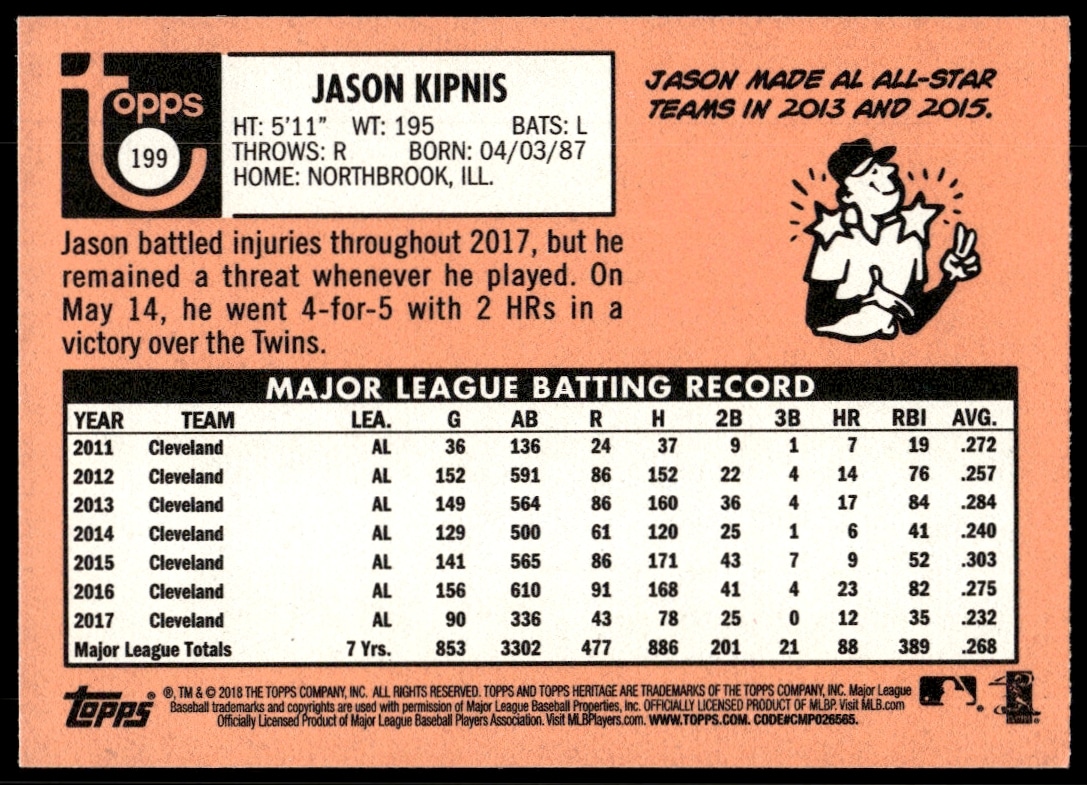 Topps
199
JASON KIPNIS
HT: 5'11" WT: 195 BATS: L
THROWS: R BORN: 04/03/87
HOME: NORTHBROOK, ILL.
JASON MADE AL ALL-STAR
TEAMS IN 2013 AND 2015.
Jason battled injuries throughout 2017, but he
remained a threat whenever he played. On
May 14, he went 4-for-5 with 2 HRs in a
victory over the Twins.
MAJOR LEAGUE BATTING RECORD
YEAR TEAM LEA. G AB R H 2B 3B HR RBI AVG.
2011 Cleveland AL 36 136 24 37 9 1 7 19 .272
2012 Cleveland AL 152 591 86 152 22 4 14 76 .257
2013 Cleveland AL 149 564 86 160 36 4 17 84 .284
2014 Cleveland AL 129 500 61 120 25 1 6 41 .240
2015 Cleveland AL 141 565 86 171 43 7 9 52 .303
2016 Cleveland AL 156 610 91 168 41 4 23 82 .275
2017 Cleveland AL 90 336 43 78 25 0 12 35 .232
Major League Totals 7 Yrs. 853 3302 477 886 201 21 88 389 .268
Topps ® ®, TM & © 2018 THE TOPPS COMPANY, INC. ALL RIGHTS RESERVED. TOPPS AND TOPPS HERITAGE ARE TRADEMARKS OF THE TOPPS COMPANY, INC. Major League
Baseball trademarks and copyrights are used with permission of Major League Baseball Properties, Inc. OFFICIALLY LICENSED PRODUCT OF MLBP. Visit MLB.com
Officially Licensed Product of Major League Baseball Players Association. Visit MLBPlayers.com. WWW.TOPPS.COM. CODE#CMP026565.